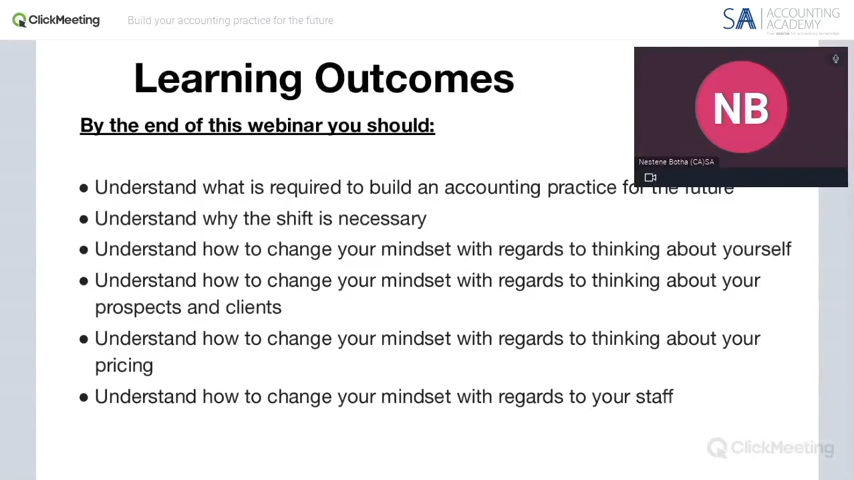 ClickMeeting
Build your accounting practice for the future
SA ACCOUNTING
ACADEMY
Learning Outcomes
By the end of this webinar you should:
NB
Nestene Botha (CA)SA
● Understand what is required to build an accounting practice for the future
● Understand why the shift is necessary
● Understand how to change your mindset with regards to thinking about yourself
● Understand how to change your mindset with regards to thinking about your
prospects and clients
● Understand how to change your mindset with regards to thinking about your
pricing
● Understand how to change your mindset with regards to your staff
ClickMeeting